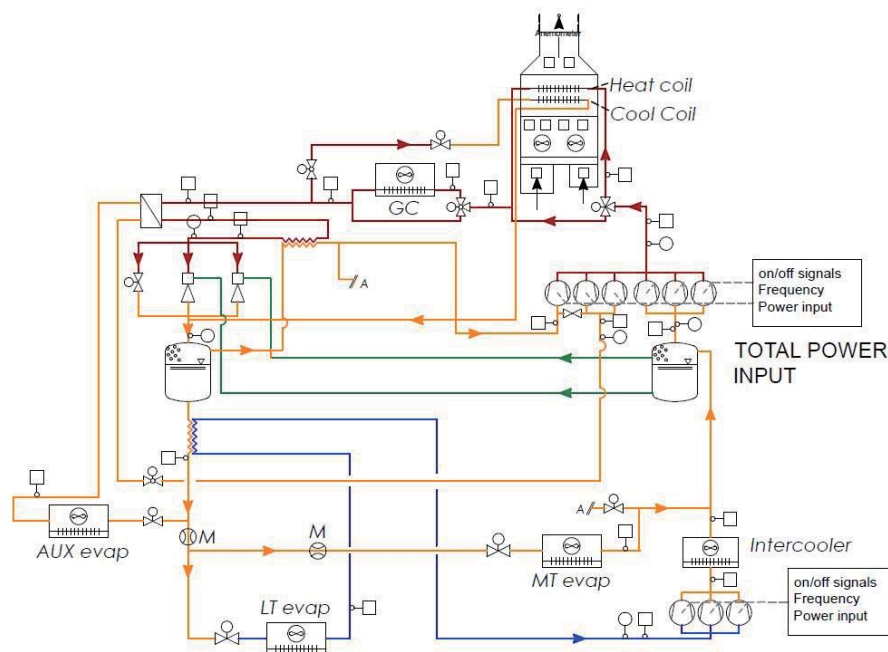 Anemometer
Heat coil
Cool Coil
GC
A
on/off signals
Frequency
Power input
TOTAL POWER
INPUT
A
M
M
AUX evap
MT evap
Intercooler
LT evap
on/off signals
Frequency
Power input